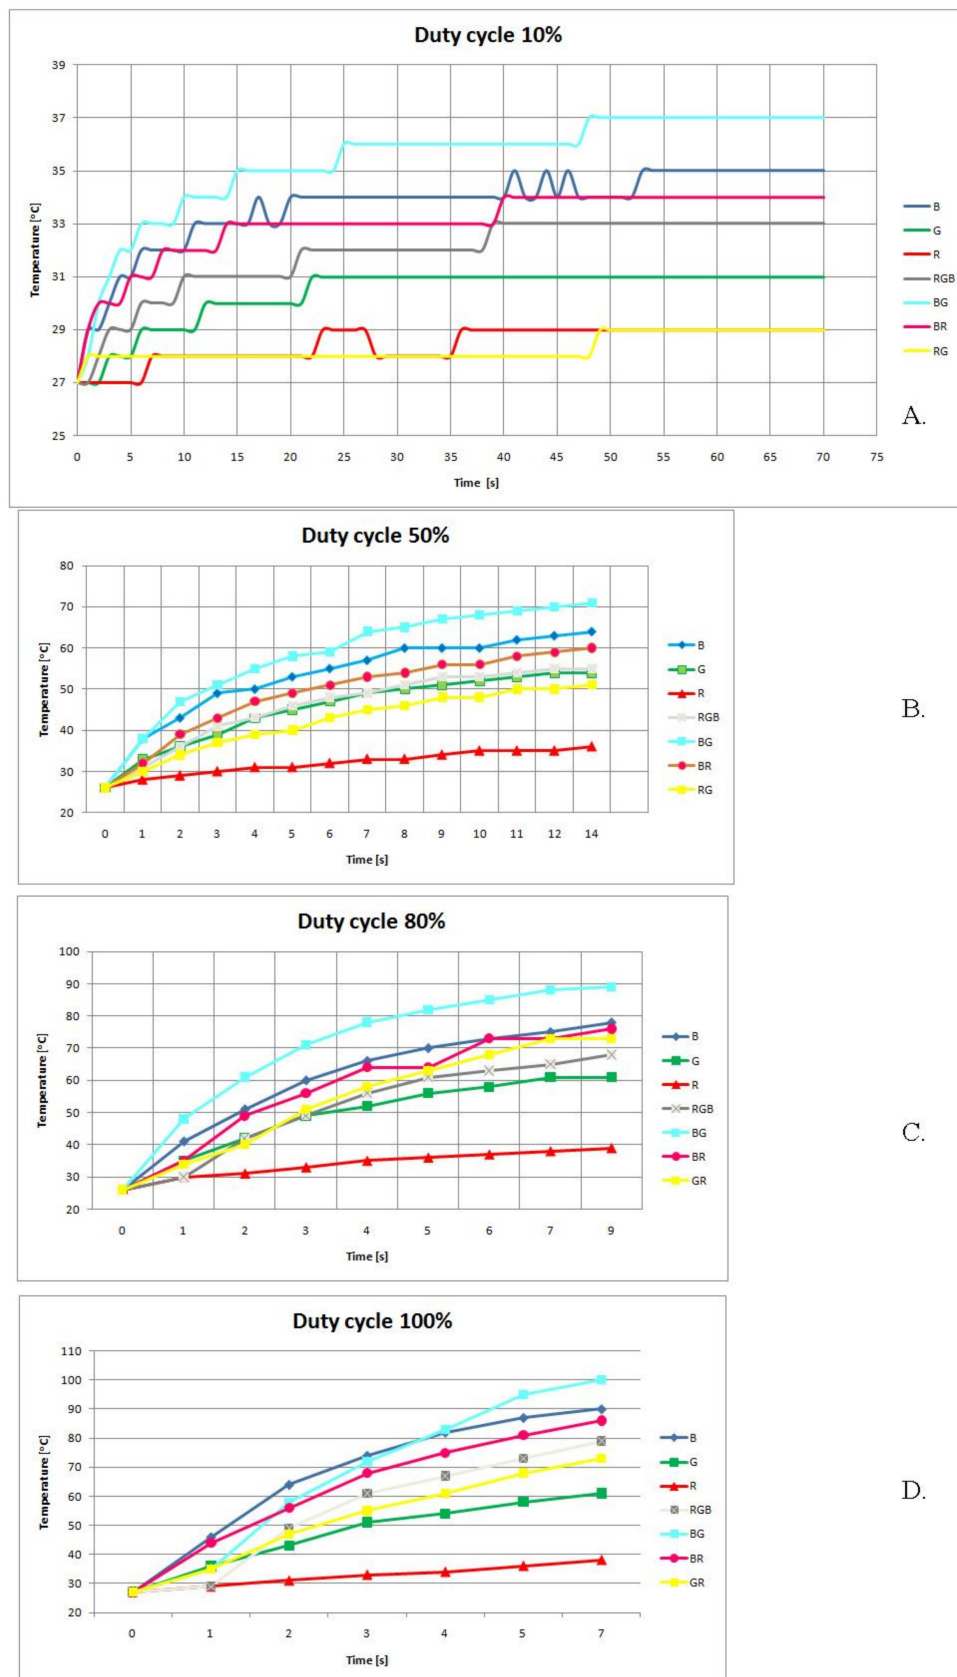 Duty cycle 10%
39
37
35
33
31
29
27
25
0 5 10 15 20 25 30 35 40 45 50 55 60 65 70 75
Temperature [°C]
Time [s]
B
G
R
RGB
BG
BR
RG
A.
Duty cycle 50%
80
70
60
50
40
30
20
0 1 2 3 4 5 6 7 8 9 10 11 12 14
Temperature [°C]
Time [s]
B
G
R
RGB
BG
BR
RG
B.
Duty cycle 80%
100
90
80
70
60
50
40
30
20
0 1 2 3 4 5 6 7 9
Temperature [°C]
Time [s]
B
G
R
RGB
BG
BR
GR
C.
Duty cycle 100%
110
100
90
80
70
60
50
40
30
20
0 1 2 3 4 5 7
Temperature [°C]
Time [s]
B
G
R
RGB
BG
BR
GR
D.